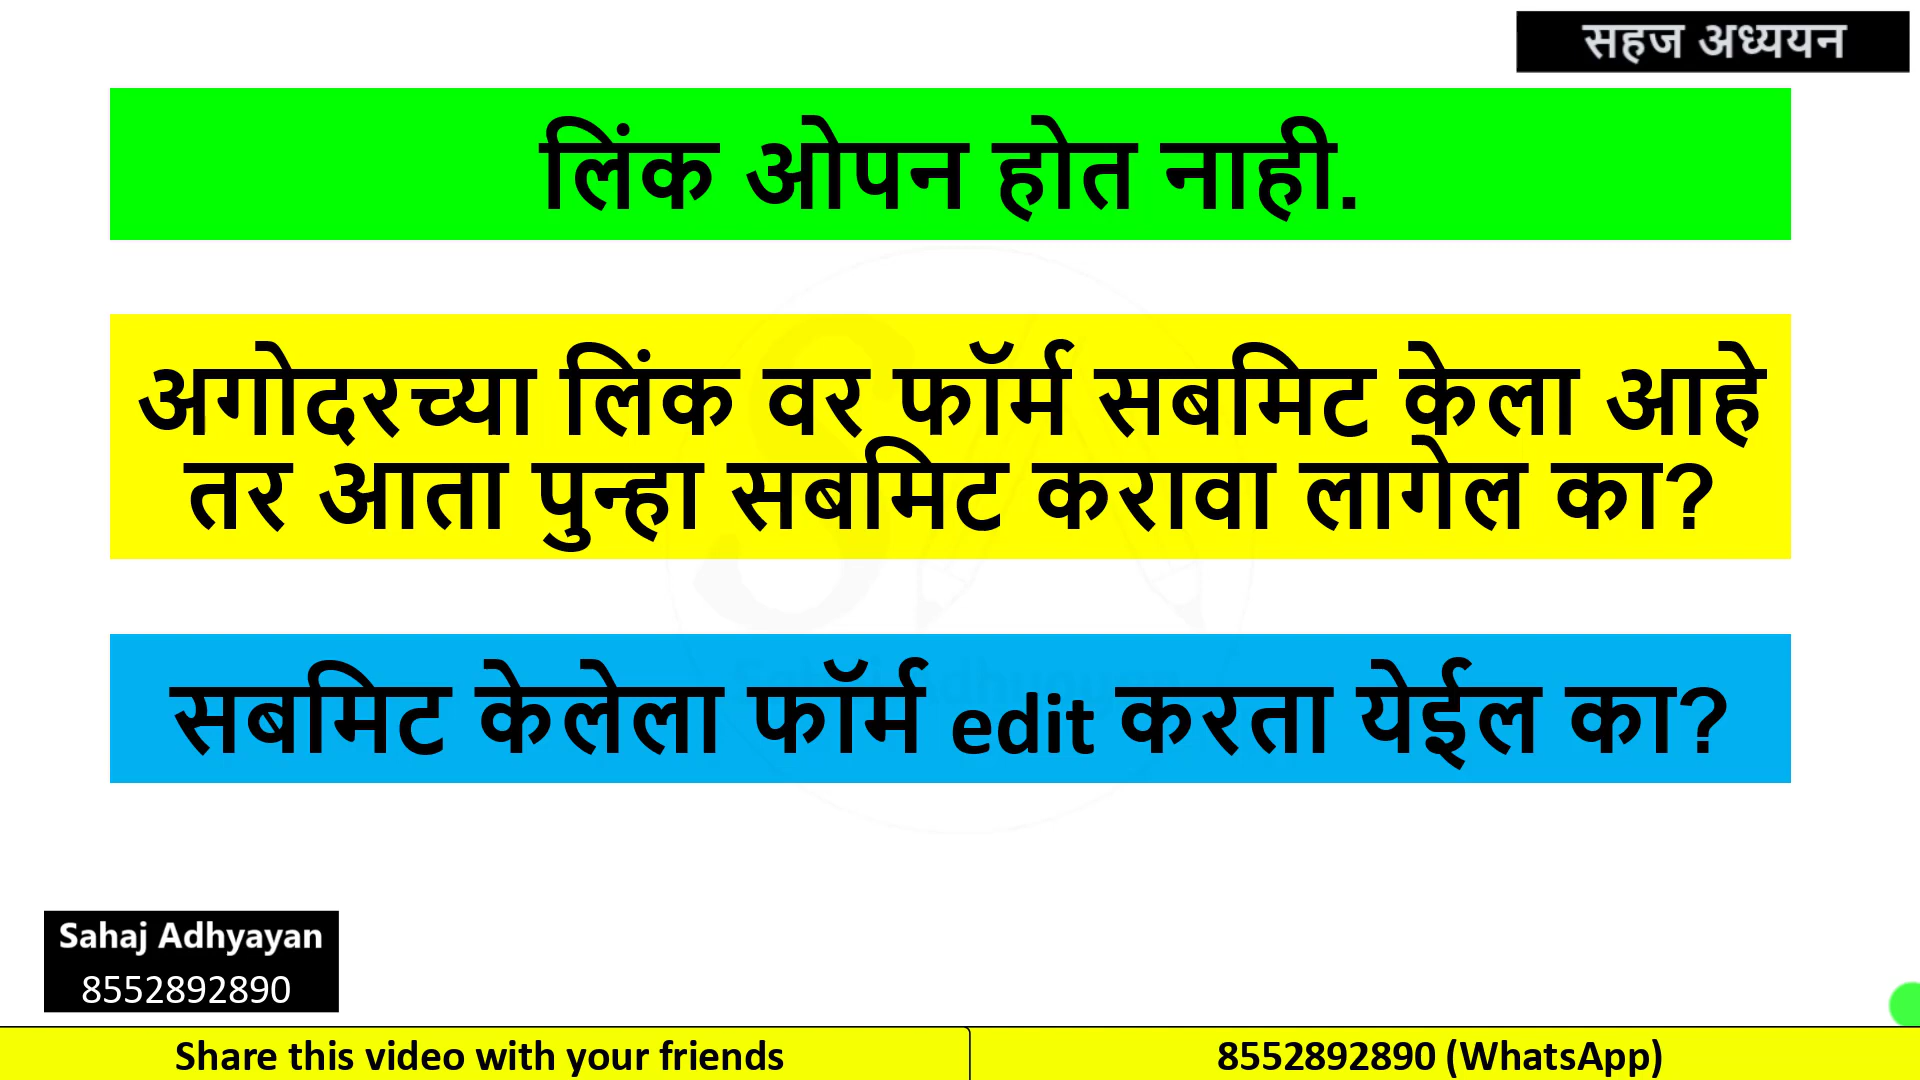 सहज अध्ययन
लिंक ओपन होत नाही.
अगोदरच्या लिंक वर फॉर्म सबमिट केला आहे
तर आता पुन्हा सबमिट करावा लागेल का?
सबमिट केलेला फॉर्म edit करता येईल का?
Sahaj Adhyayan
8552892890
Share this video with your friends
8552892890 (WhatsApp)